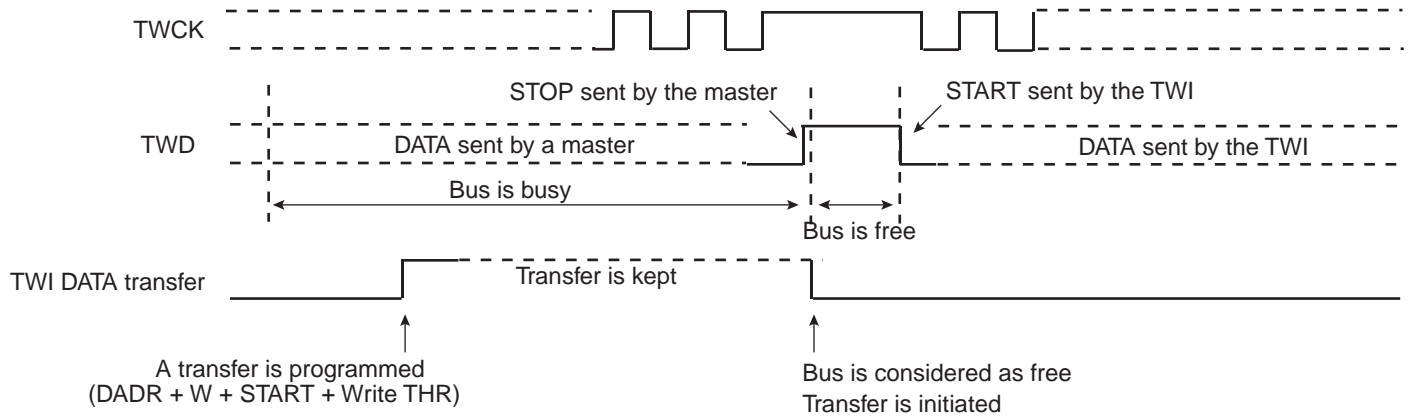 TWCK
STOP sent by the master
START sent by the TWI
TWD
DATA sent by a master
DATA sent by the TWI
Bus is busy
Bus is free
TWI DATA transfer
Transfer is kept
A transfer is programmed
(DADR + W + START + Write THR)
Bus is considered as free
Transfer is initiated